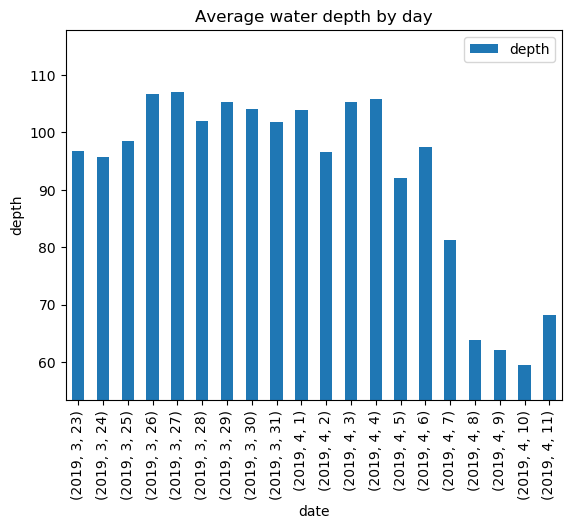 Average water depth by day
depth
110
100
90
80
70
60
depth
(2019, 3, 23)
(2019, 3, 24)
(2019, 3, 25)
(2019, 3, 26)
(2019, 3, 27)
(2019, 3, 28)
(2019, 3, 29)
(2019, 3, 30)
(2019, 3, 31)
(2019, 4, 1)
(2019, 4, 2)
(2019, 4, 3)
(2019, 4, 4)
(2019, 4, 5)
(2019, 4, 6)
(2019, 4, 7)
(2019, 4, 8)
(2019, 4, 9)
(2019, 4, 10)
(2019, 4, 11)
date